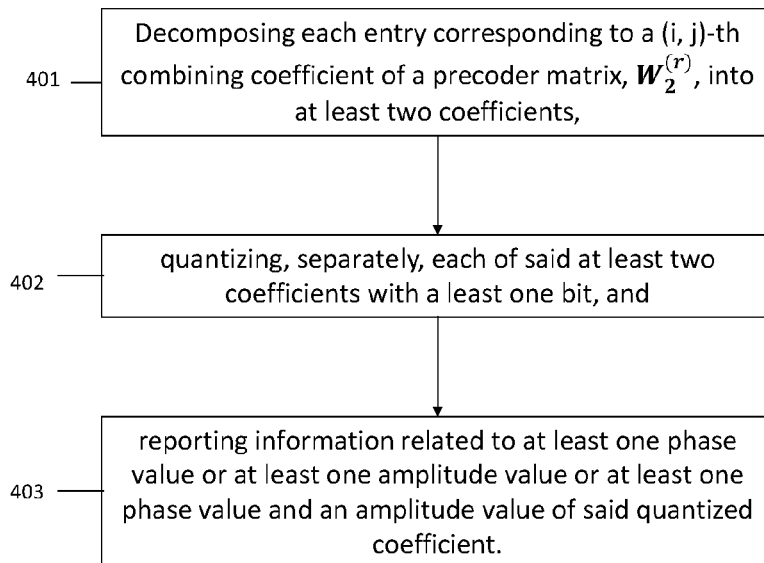 Decomposing each entry corresponding to a (i, j)-th
401
combining coefficient of a precoder matrix, W₂⁽ʳ⁾, into
at least two coefficients,
quantizing, separately, each of said at least two
402
coefficients with a least one bit, and
reporting information related to at least one phase
value or at least one amplitude value or at least one
403
phase value and an amplitude value of said quantized
coefficient.